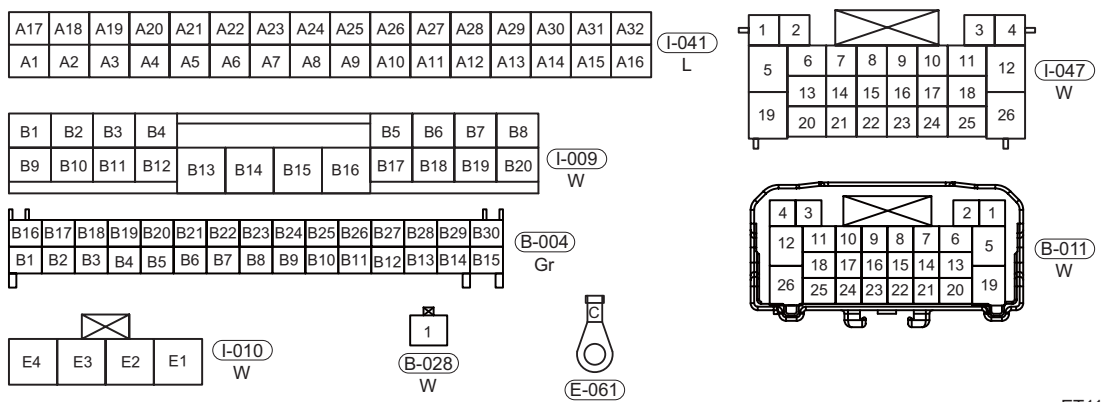 A17 A18 A19 A20 A21 A22 A23 A24 A25 A26 A27 A28 A29 A30 A31 A32
A1 A2 A3 A4 A5 A6 A7 A8 A9 A10 A11 A12 A13 A14 A15 A16
I-041
L
1 2 3 4
5 6 7 8 9 10 11 12
13 14 15 16 17 18
19 20 21 22 23 24 25 26
I-047
W
B1 B2 B3 B4 B5 B6 B7 B8
B9 B10 B11 B12 B13 B14 B15 B16 B17 B18 B19 B20
I-009
W
B16 B17 B18 B19 B20 B21 B22 B23 B24 B25 B26 B27 B28 B29 B30
B1 B2 B3 B4 B5 B6 B7 B8 B9 B10 B11 B12 B13 B14 B15
B-004
Gr
4 3 2 1
12 11 10 9 8 7 6 5
18 17 16 15 14 13
26 25 24 23 22 21 20 19
B-011
W
E4 E3 E2 E1
I-010
W
1
B-028
W
C
E-061